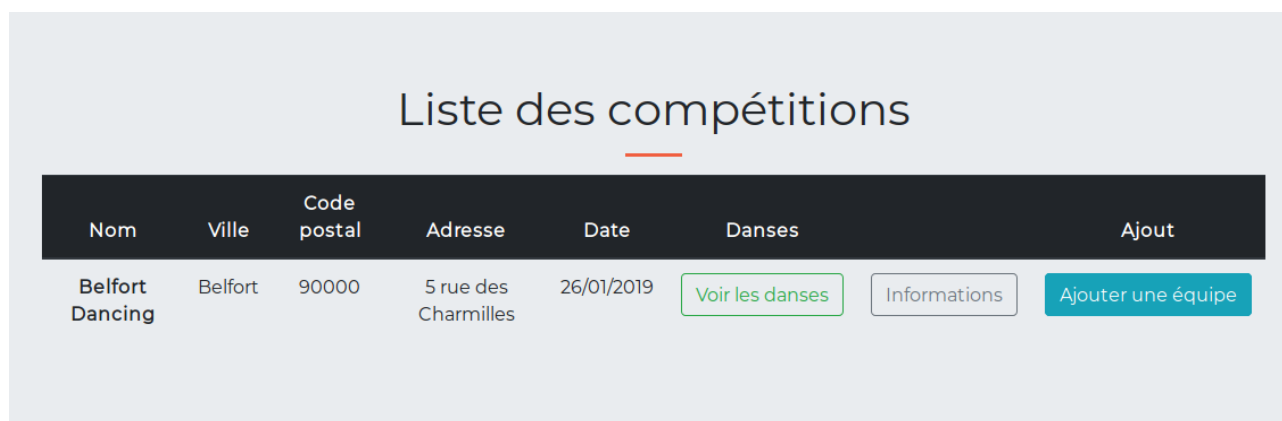 Liste des compétitions
Code
Nom Ville postal Adresse Date Danses Ajout
Belfort Belfort 90000 5 rue des 26/01/2019 Voir les danses Informations Ajouter une équipe
Dancing Charmilles